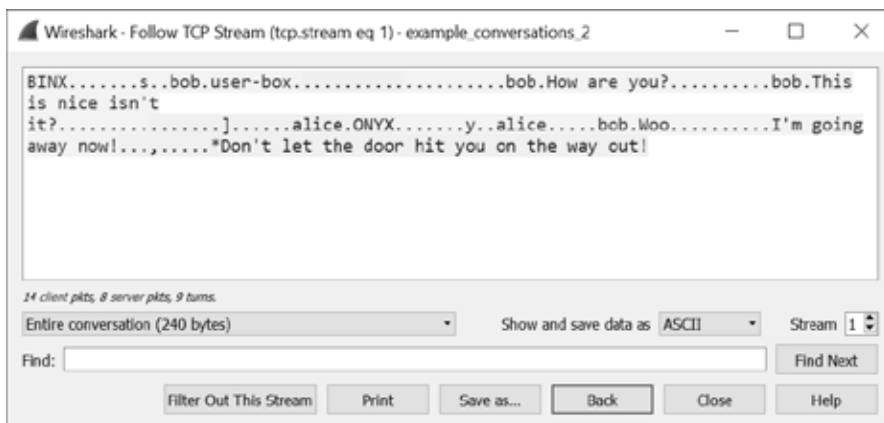 Wireshark - Follow TCP Stream (tcp.stream eq 1) - example_conversations_2
BINX.......s..bob.user-box.....................bob.How are you?..........bob.This
is nice isn't
it?................]......alice.ONYX.......y..alice.....bob.Woo..........I'm going
away now!...,.....*Don't let the door hit you on the way out!
14 client pkts, 8 server pkts, 9 turns.
Entire conversation (240 bytes) Show and save data as ASCII Stream 1
Find: Find Next
Filter Out This Stream Print Save as... Back Close Help